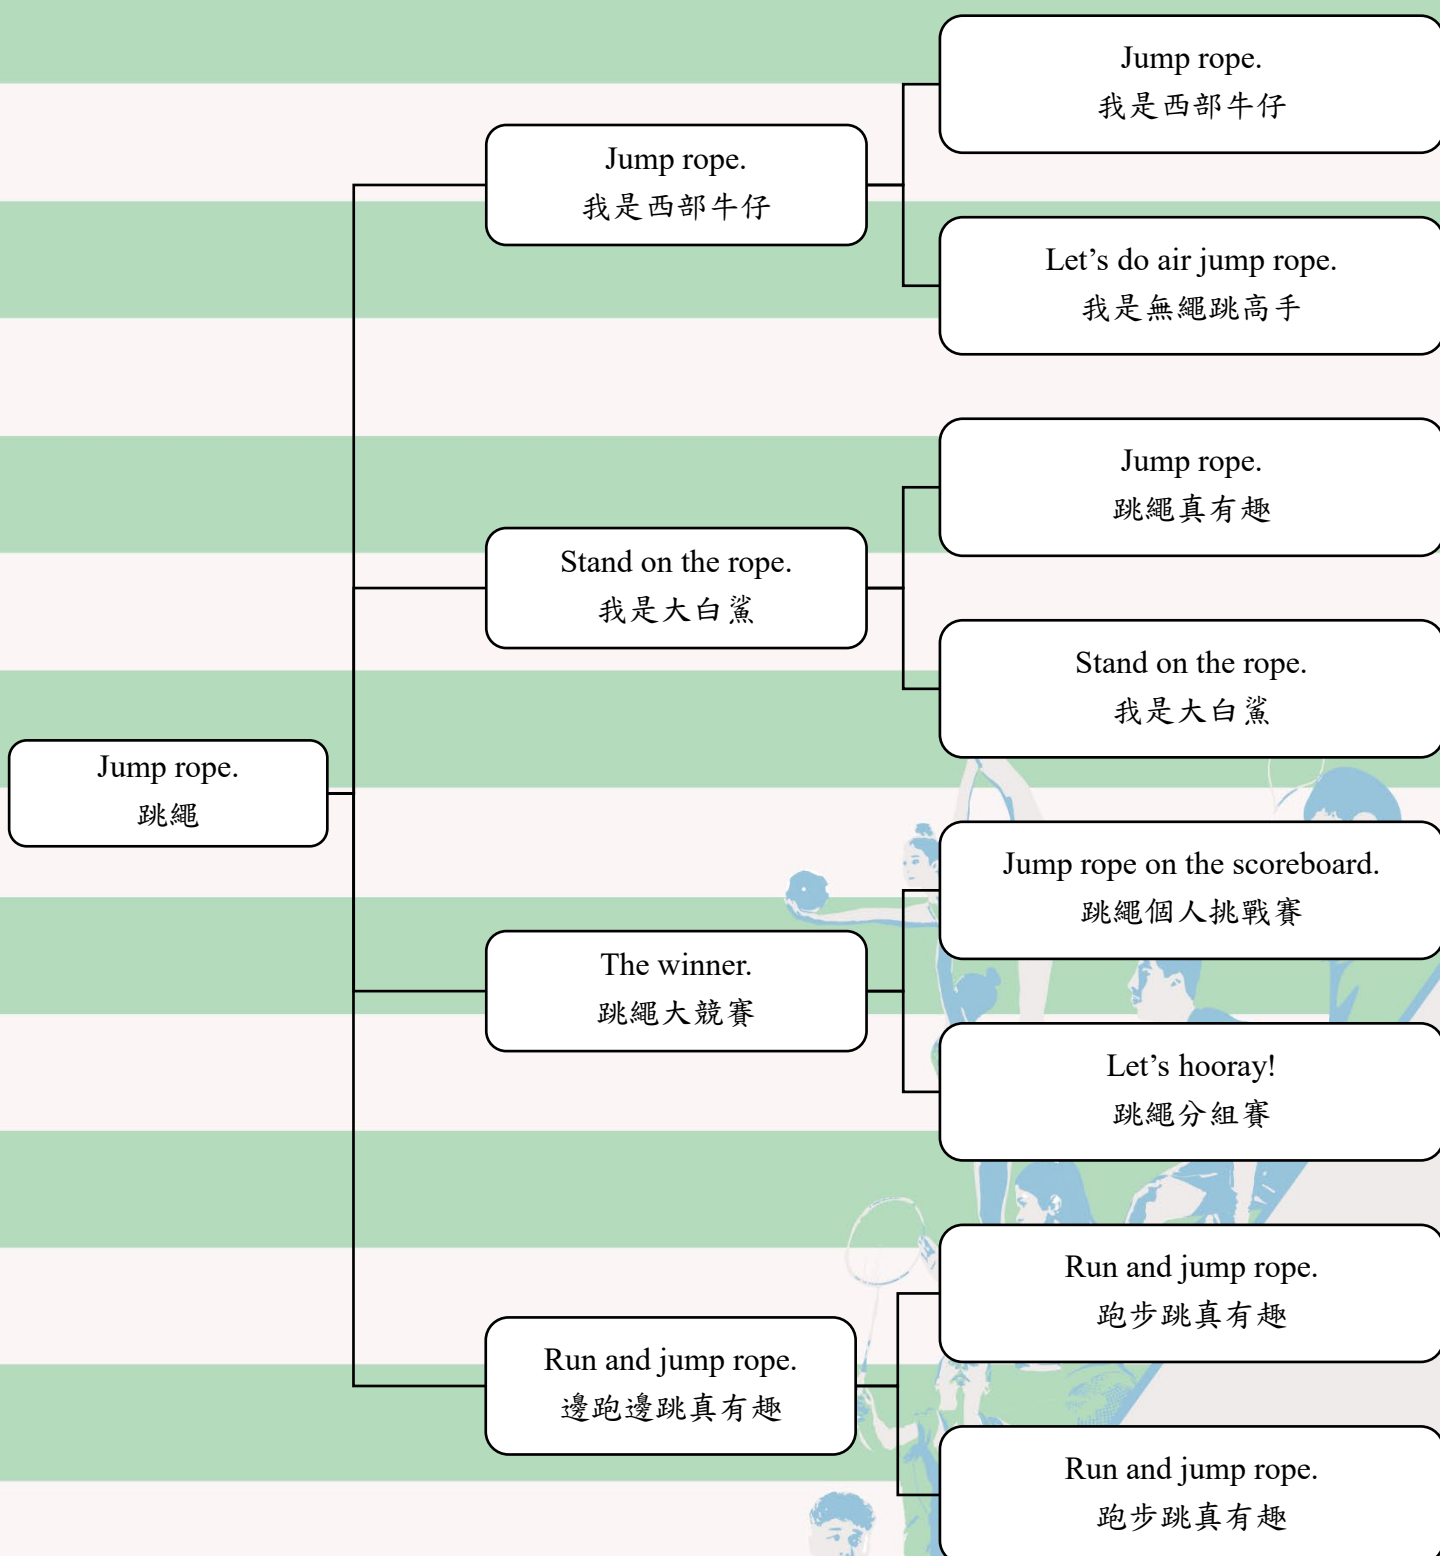 Jump rope.
跳繩
Jump rope.
我是西部牛仔
Jump rope.
我是西部牛仔
Let’s do air jump rope.
我是無繩跳高手
Stand on the rope.
我是大白鯊
Jump rope.
跳繩真有趣
Stand on the rope.
我是大白鯊
The winner.
跳繩大競賽
Jump rope on the scoreboard.
跳繩個人挑戰賽
Let’s hooray!
跳繩分組賽
Run and jump rope.
邊跑邊跳真有趣
Run and jump rope.
跑步跳真有趣
Run and jump rope.
跑步跳真有趣